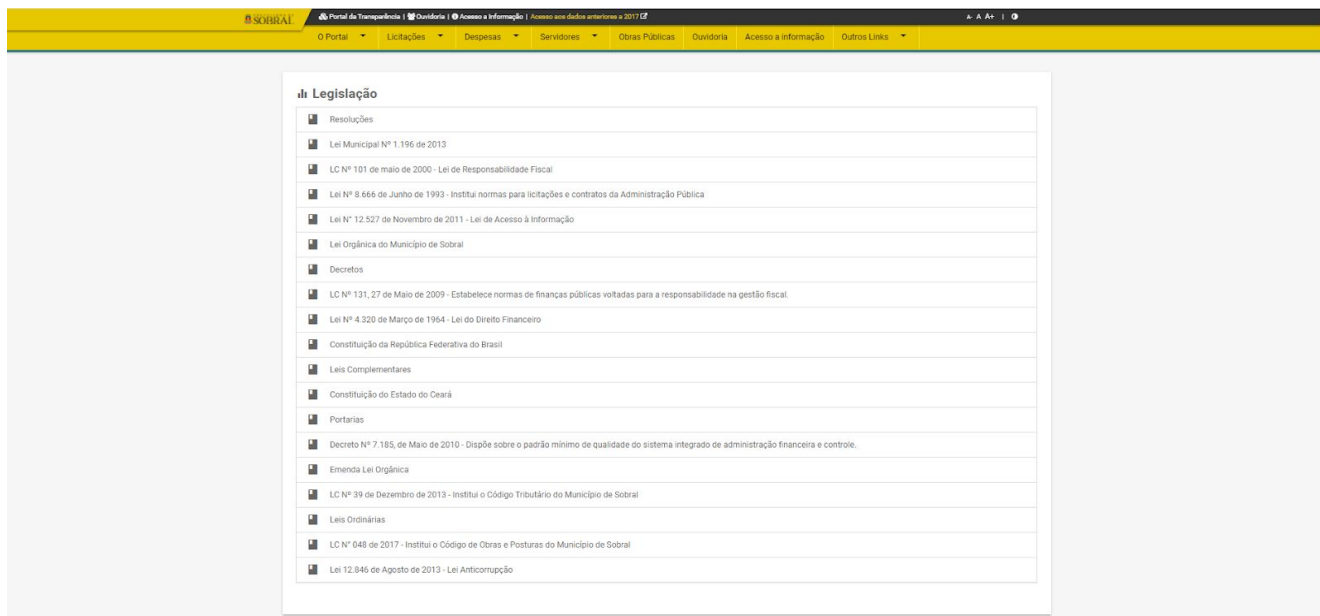 SOBRAL
Portal da Transparência | Ouvidoria | Acesso a Informação | Acesso aos dados anteriores a 2017
A- A A+ |
O Portal Licitações Despesas Servidores Obras Públicas Ouvidoria Acesso a informação Outros Links
Legislação
Resoluções
Lei Municipal Nº 1.196 de 2013
LC Nº 101 de maio de 2000 - Lei de Responsabilidade Fiscal
Lei Nº 8.666 de Junho de 1993 - Institui normas para licitações e contratos da Administração Pública
Lei N° 12.527 de Novembro de 2011 - Lei de Acesso à Informação
Lei Orgânica do Município de Sobral
Decretos
LC Nº 131, 27 de Maio de 2009 - Estabelece normas de finanças públicas voltadas para a responsabilidade na gestão fiscal.
Lei Nº 4.320 de Março de 1964 - Lei do Direito Financeiro
Constituição da República Federativa do Brasil
Leis Complementares
Constituição do Estado do Ceará
Portarias
Decreto Nº 7.185, de Maio de 2010 - Dispõe sobre o padrão mínimo de qualidade do sistema integrado de administração financeira e controle.
Emenda Lei Orgânica
LC Nº 39 de Dezembro de 2013 - Institui o Código Tributário do Município de Sobral
Leis Ordinárias
LC N° 048 de 2017 - Institui o Código de Obras e Posturas do Município de Sobral
Lei 12.846 de Agosto de 2013 - Lei Anticorrupção